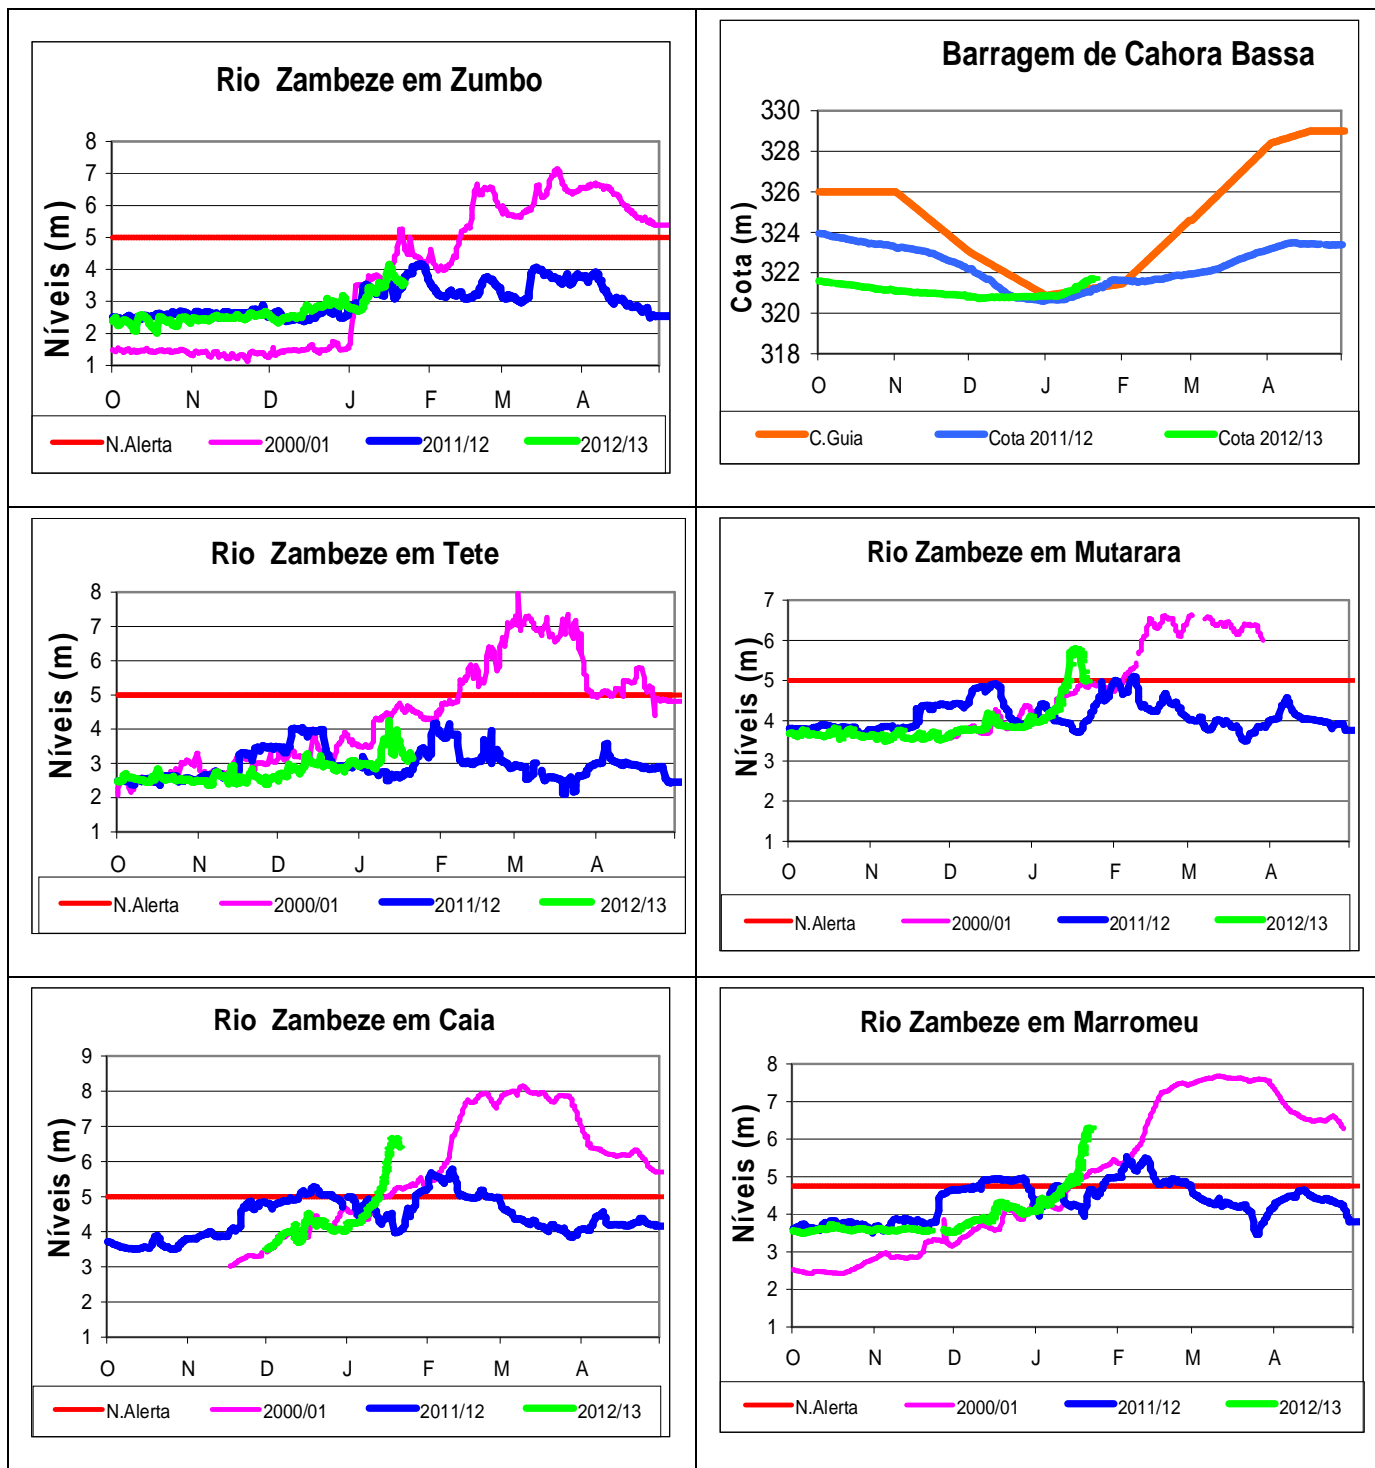 Rio Zambeze em Zumbo
Níveis (m)
8
7
6
5
4
3
2
1
O N D J F M A
N.Alerta 2000/01 2011/12 2012/13
Barragem de Cahora Bassa
Cota (m)
330
328
326
324
322
320
318
O N D J F M A
C.Guia Cota 2011/12 Cota 2012/13
Rio Zambeze em Tete
Níveis (m)
8
7
6
5
4
3
2
1
O N D J F M A
N.Alerta 2000/01 2011/12 2012/13
Rio Zambeze em Mutarara
Níveis (m)
7
6
5
4
3
2
1
O N D J F M A
N.Alerta 2000/01 2011/12 2012/13
Rio Zambeze em Caia
Níveis (m)
9
8
7
6
5
4
3
2
1
O N D J F M A
N.Alerta 2000/01 2011/12 2012/13
Rio Zambeze em Marromeu
Níveis (m)
8
7
6
5
4
3
2
1
O N D J F M A
N.Alerta 2000/01 2011/12 2012/13